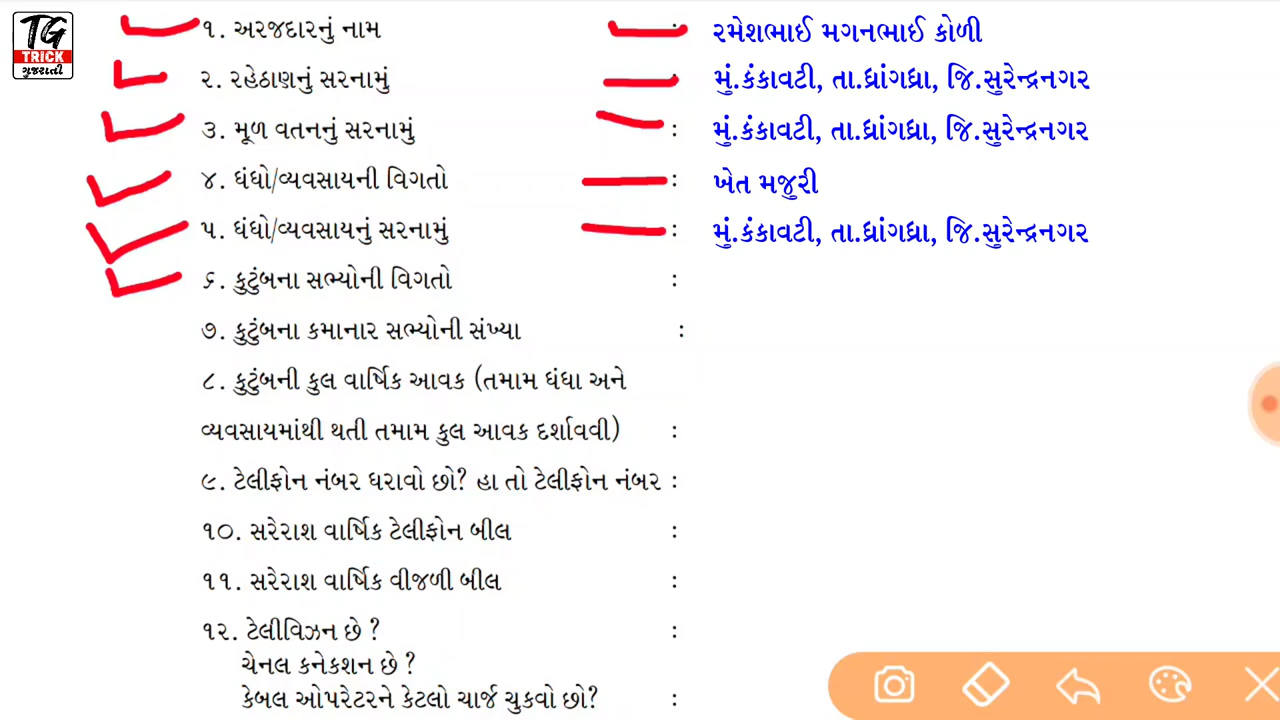 TG
TRICK
ગુજરાતી
૧. અરજદારનું નામ : રમેશભાઈ મગનભાઈ કોળી
૨. રહેઠાણનું સરનામું : મું.કંકાવટી, તા.ધ્રાંગધ્રા, જિ.સુરેન્દ્રનગર
૩. મૂળ વતનનું સરનામું : મું.કંકાવટી, તા.ધ્રાંગધ્રા, જિ.સુરેન્દ્રનગર
૪. ધંધો/વ્યવસાયની વિગતો : ખેત મજુરી
૫. ધંધો/વ્યવસાયનું સરનામું : મું.કંકાવટી, તા.ધ્રાંગધ્રા, જિ.સુરેન્દ્રનગર
૬. કુટુંબના સભ્યોની વિગતો :
૭. કુટુંબના કમાનાર સભ્યોની સંખ્યા :
૮. કુટુંબની કુલ વાર્ષિક આવક (તમામ ધંધા અને
વ્યવસાયમાંથી થતી તમામ કુલ આવક દર્શાવવી) :
૯. ટેલીફોન નંબર ધરાવો છો? હા તો ટેલીફોન નંબર :
૧૦. સરેરાશ વાર્ષિક ટેલીફોન બીલ :
૧૧. સરેરાશ વાર્ષિક વીજળી બીલ :
૧૨. ટેલીવિઝન છે ? :
ચેનલ કનેકશન છે ?
કેબલ ઓપરેટરને કેટલો ચાર્જ ચુકવો છો? :